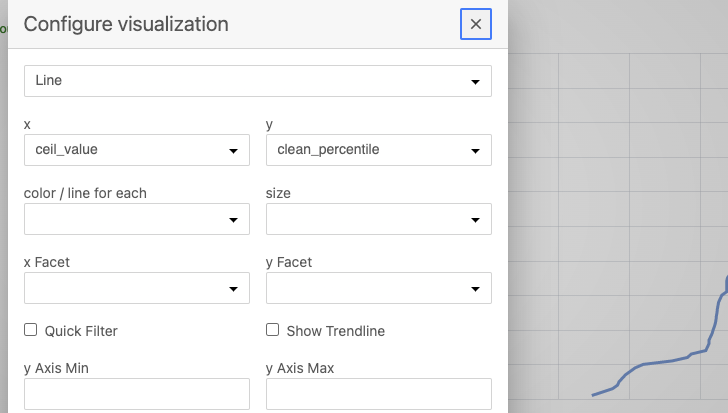 Configure visualization
Line
x
y
ceil_value
clean_percentile
color / line for each
size
x Facet
y Facet
Quick Filter
Show Trendline
y Axis Min
y Axis Max